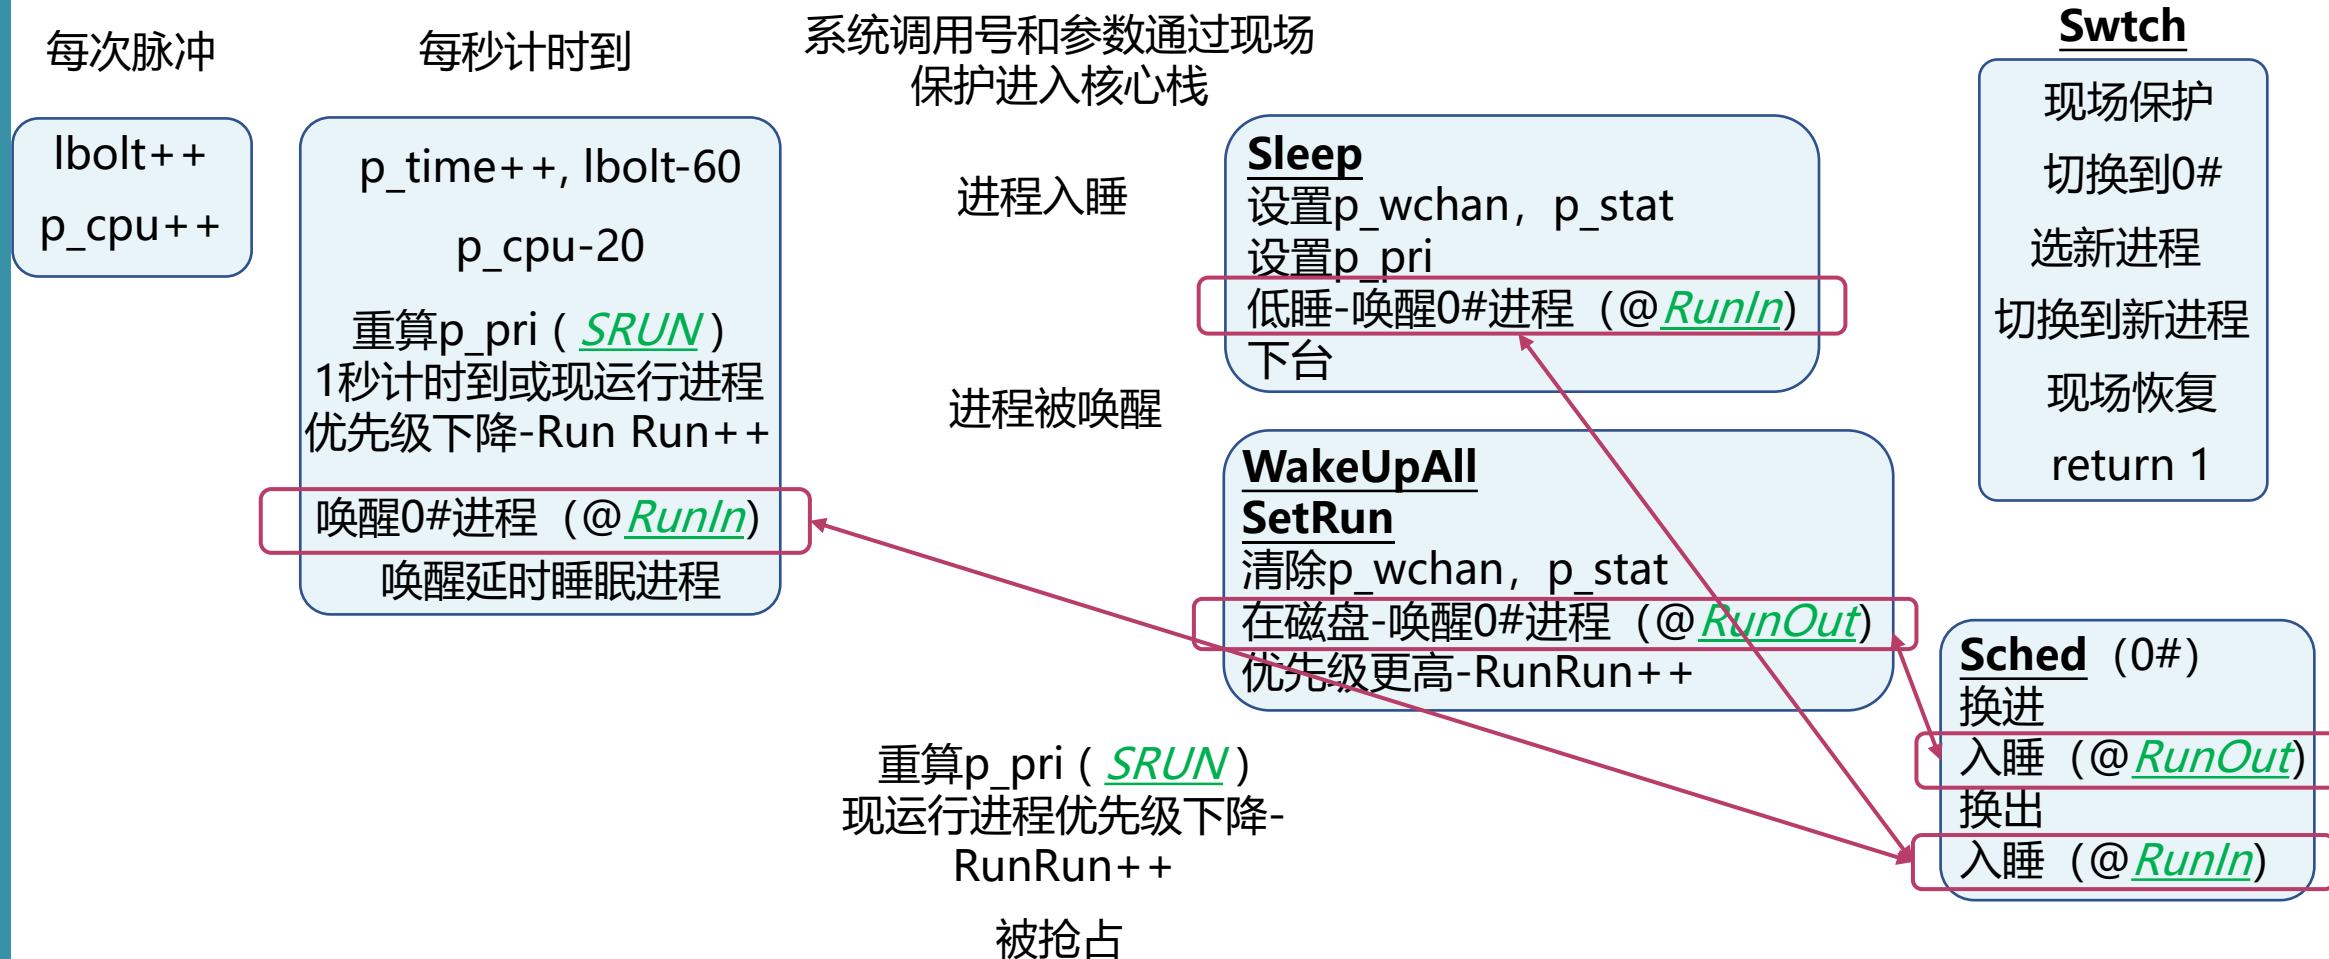 每次脉冲
lbolt++
p_cpu++
每秒计时到
p_time++, lbolt-60
p_cpu-20
重算p_pri ( SRUN )
1秒计时到或现运行进程
优先级下降-Run Run++
唤醒0#进程（@RunIn)
唤醒延时睡眠进程
系统调用号和参数通过现场
保护进入核心栈
进程入睡
进程被唤醒
重算p_pri ( SRUN )
现运行进程优先级下降-
RunRun++
被抢占
Sleep
设置p_wchan，p_stat
设置p_pri
低睡-唤醒0#进程（@RunIn)
下台
WakeUpAll
SetRun
清除p_wchan，p_stat
在磁盘-唤醒0#进程（@RunOut)
优先级更高-RunRun++
Swtch
现场保护
切换到0#
选新进程
切换到新进程
现场恢复
return 1
Sched（0#）
换进
入睡（@RunOut)
换出
入睡（@RunIn)